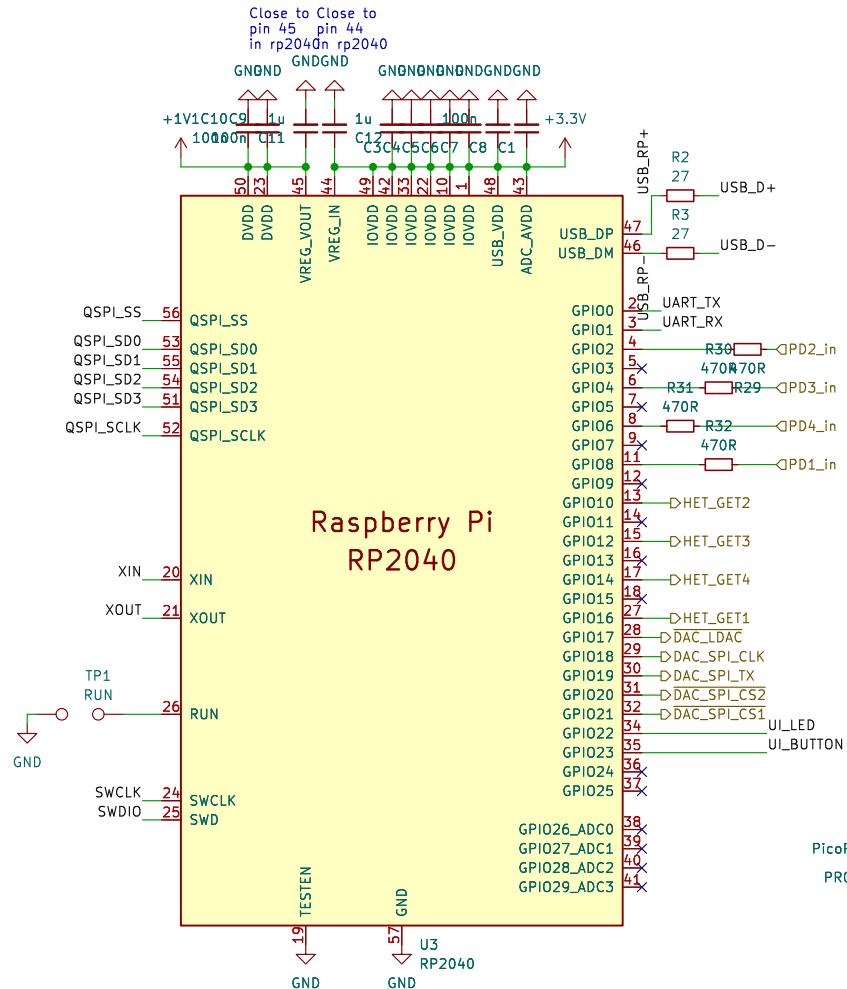 Close to
pin 45
in rp2040
Close to
pin 44
in rp2040
GND GND GND GND GND GND GND GND GND GND GND
+1V1 C10 C9 1u 1u 100n +3.3V
100n 100n C11 C12 C3 C4 C5 C6 C7 C8 C1
50 23 45 44 49 42 33 22 10 1 48 43
DVDD DVDD VREG_VOUT VREG_IN IOVDD IOVDD IOVDD IOVDD IOVDD IOVDD USB_VDD ADC_AVDD
USB_RP+
R2
27
USB_D+
USB_DP 47
R3
27
USB_DM 46
USB_D-
USB_RP-
QSPI_SS 56 QSPI_SS
QSPI_SD0 53 QSPI_SD0
QSPI_SD1 55 QSPI_SD1
QSPI_SD2 54 QSPI_SD2
QSPI_SD3 51 QSPI_SD3
QSPI_SCLK 52 QSPI_SCLK
XIN 20 XIN
XOUT 21 XOUT
TP1
RUN
26 RUN
GND
SWCLK 24 SWCLK
SWDIO 25 SWD
Raspberry Pi
RP2040
GPIO0 2 UART_TX
GPIO1 3 UART_RX
GPIO2 4 R30 PD2_in
GPIO3 5 470R 470R
GPIO4 6 R31 R29 PD3_in
GPIO5 7 470R
GPIO6 8 R32 PD4_in
GPIO7 9 470R
GPIO8 11 PD1_in
GPIO9 12
GPIO10 13 HET_GET2
GPIO11 14
GPIO12 15 HET_GET3
GPIO13 16
GPIO14 17 HET_GET4
GPIO15 18
GPIO16 27 HET_GET1
GPIO17 28 DAC_LDAC
GPIO18 29 DAC_SPI_CLK
GPIO19 30 DAC_SPI_TX
GPIO20 31 DAC_SPI_CS2
GPIO21 32 DAC_SPI_CS1
GPIO22 34 UI_LED
GPIO23 35 UI_BUTTON
GPIO24 36
GPIO25 37
GPIO26_ADC0 38
GPIO27_ADC1 39
GPIO28_ADC2 40
GPIO29_ADC3 41
TESTEN GND
19 57
U3
RP2040
GND GND